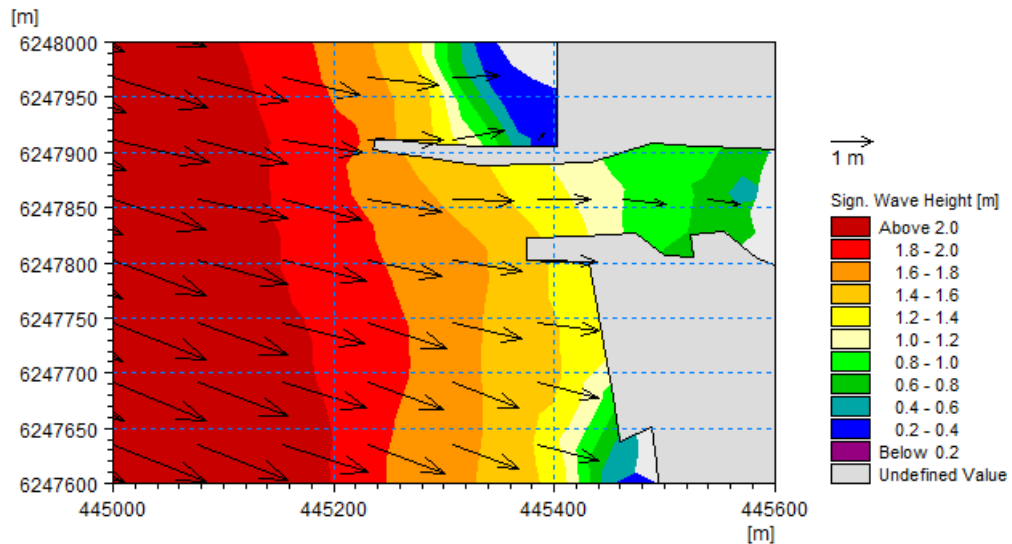 [m]
6248000
6247950
6247900
6247850
6247800
6247750
6247700
6247650
6247600
445000
445200
445400
445600
[m]
1 m
Sign. Wave Height [m]
Above 2.0
1.8 - 2.0
1.6 - 1.8
1.4 - 1.6
1.2 - 1.4
1.0 - 1.2
0.8 - 1.0
0.6 - 0.8
0.4 - 0.6
0.2 - 0.4
Below 0.2
Undefined Value